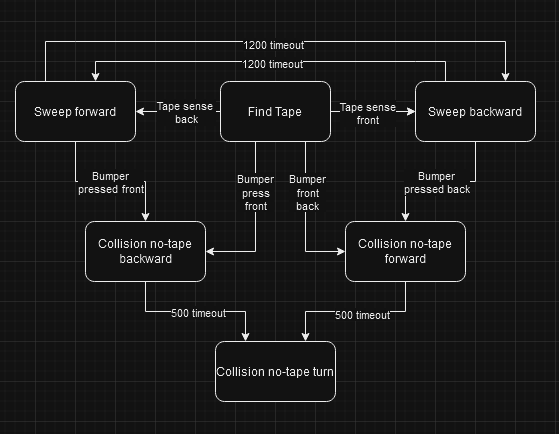 1200 timeout
1200 timeout
Sweep forward
Tape sense
back
Find Tape
Tape sense
front
Sweep backward
Bumper
pressed front
Bumper
press
front
Bumper
front
back
Bumper
pressed back
Collision no-tape
backward
Collision no-tape
forward
500 timeout
500 timeout
Collision no-tape turn